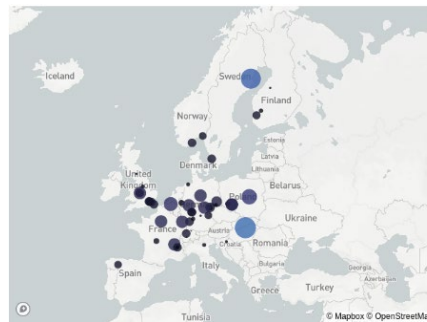 Iceland
Sweden
Finland
Norway
Estonia
Latvia
Lithuania
Denmark
United
Kingdom
Belarus
Poland
Ukraine
Austria
France
Romania
Croatia
Bulgaria
Italy
Georgia
Azerbaijan
Spain
Greece
Turkey
Tunisia
© Mapbox © OpenStreetMa